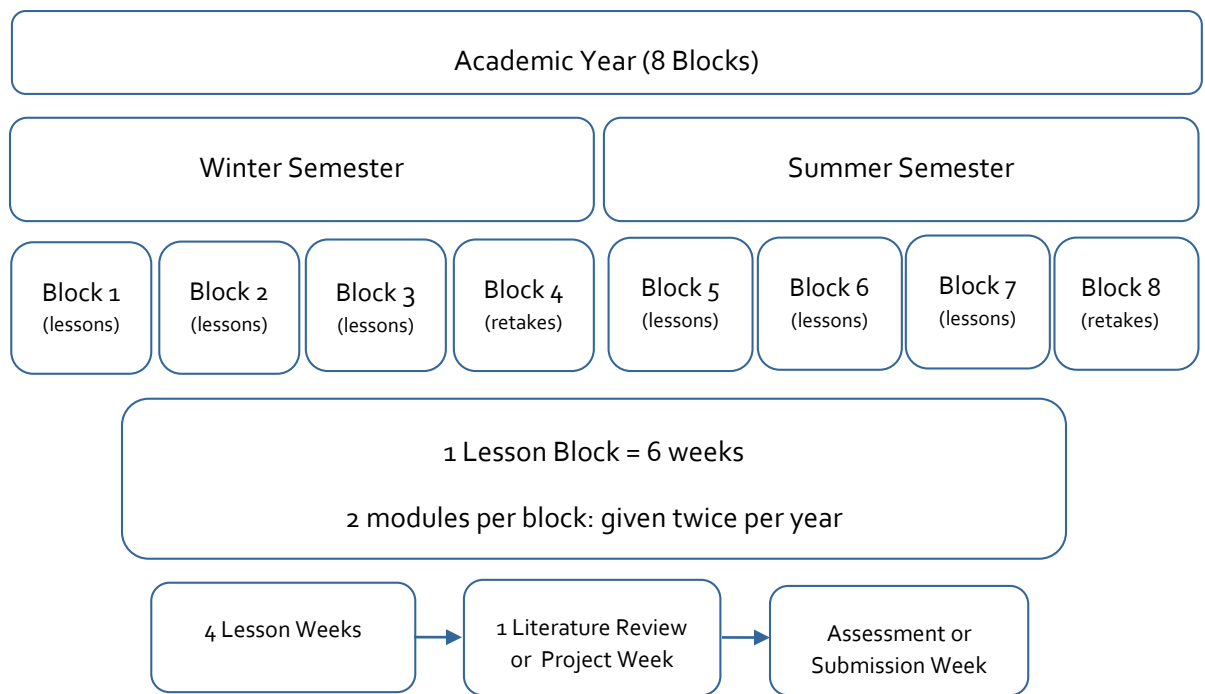 Academic Year (8 Blocks)
Winter Semester
Summer Semester
Block 1
(lessons)
Block 2
(lessons)
Block 3
(lessons)
Block 4
(retakes)
Block 5
(lessons)
Block 6
(lessons)
Block 7
(lessons)
Block 8
(retakes)
1 Lesson Block = 6 weeks
2 modules per block: given twice per year
4 Lesson Weeks
1 Literature Review
or Project Week
Assessment or
Submission Week